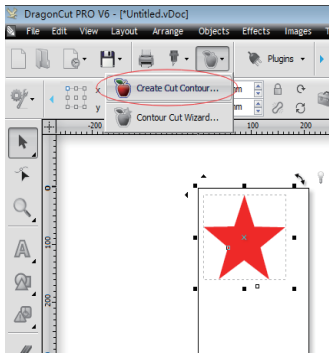 DragonCut PRO V6 - [*Untitled.vDoc]
File Edit View Layout Arrange Objects Effects Images T
Plugins
Create Cut Contour...
x
y
Contour Cut Wizard...
-200 100 200
0